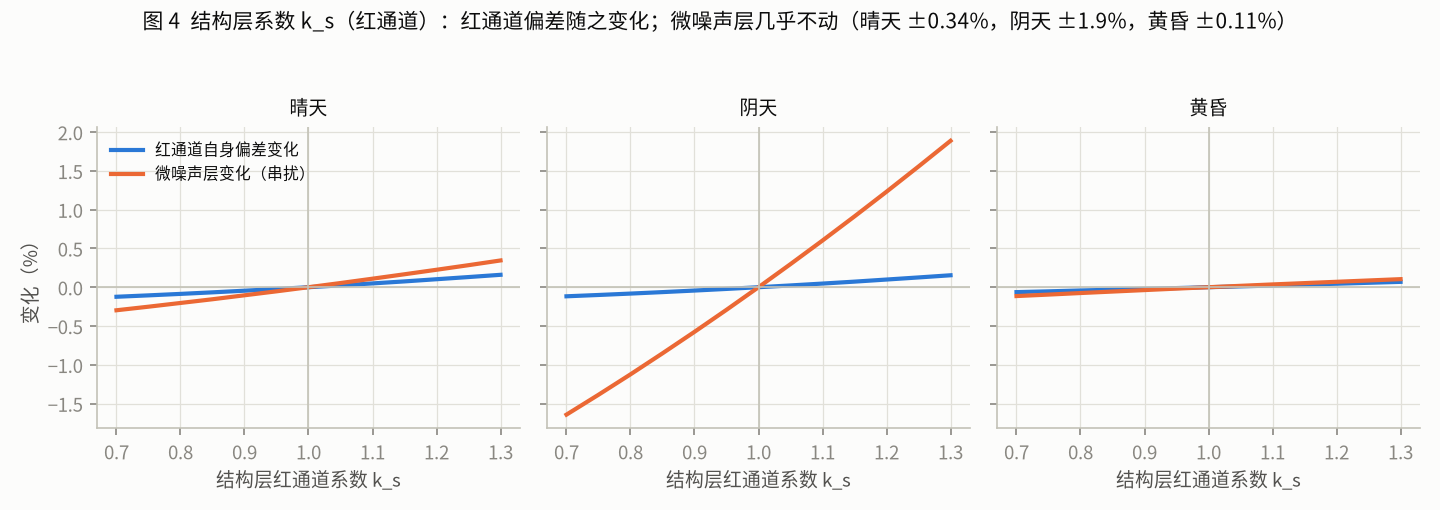 图 4  结构层系数 k_s（红通道）：红通道偏差随之变化；微噪声层几乎不动（晴天 ±0.34%，阴天 ±1.9%，黄昏 ±0.11%）
晴天
阴天
黄昏
红通道自身偏差变化
微噪声层变化（串扰）
变化（%）
2.0
1.5
1.0
0.5
0.0
−0.5
−1.0
−1.5
0.7 0.8 0.9 1.0 1.1 1.2 1.3
0.7 0.8 0.9 1.0 1.1 1.2 1.3
0.7 0.8 0.9 1.0 1.1 1.2 1.3
结构层红通道系数 k_s
结构层红通道系数 k_s
结构层红通道系数 k_s